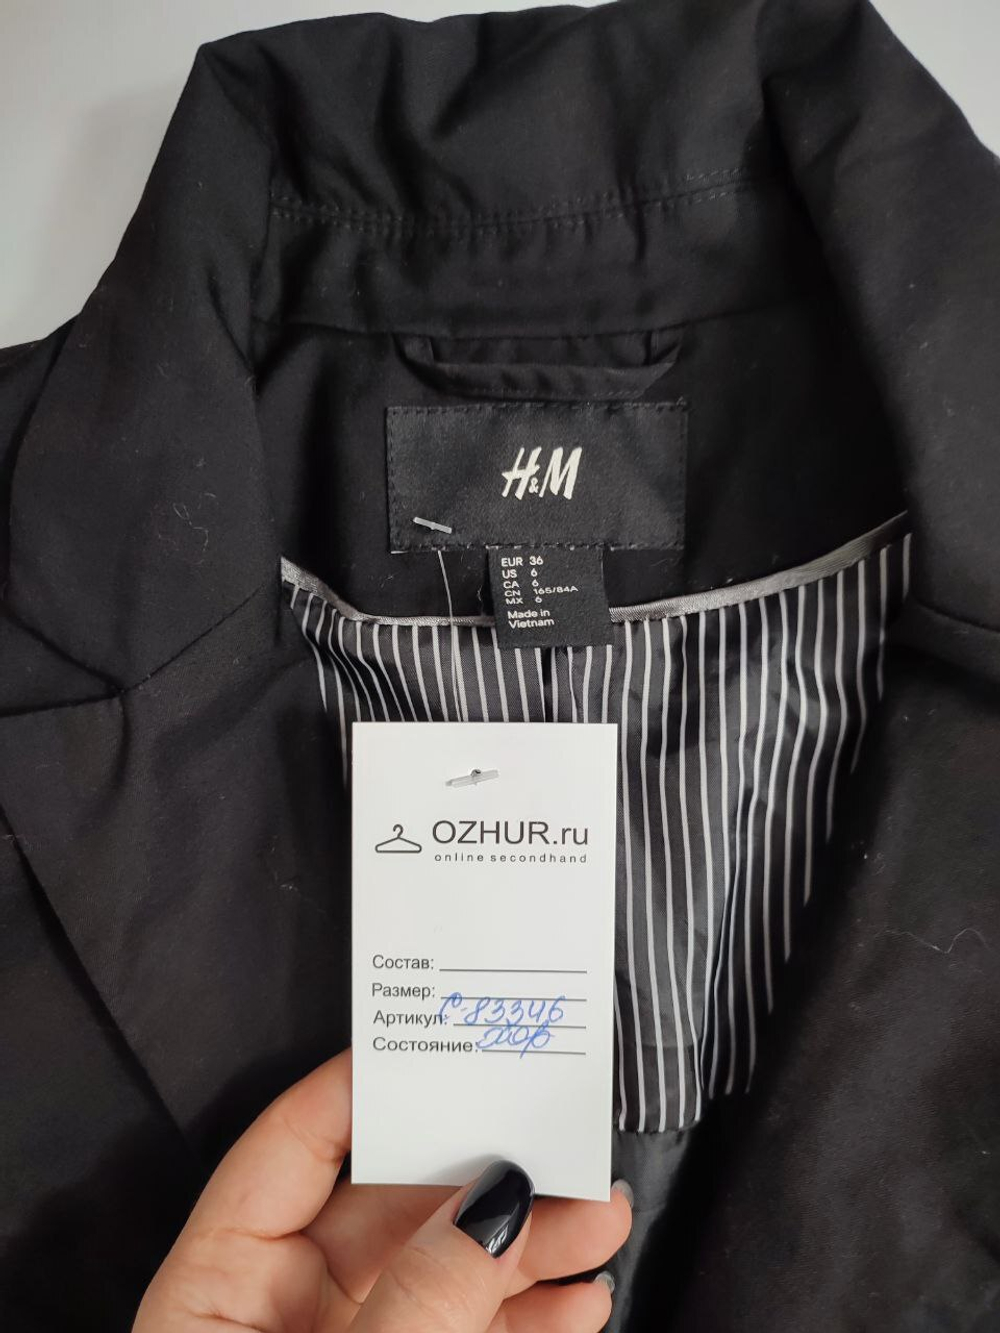 H&M
EUR 36
US 6
CA 6
CN 165/84A
MX 6
Made in
Vietnam
OZHUR.ru
online secondhand
Состав:
Размер:
Артикул: С-83346
Состояние: хор